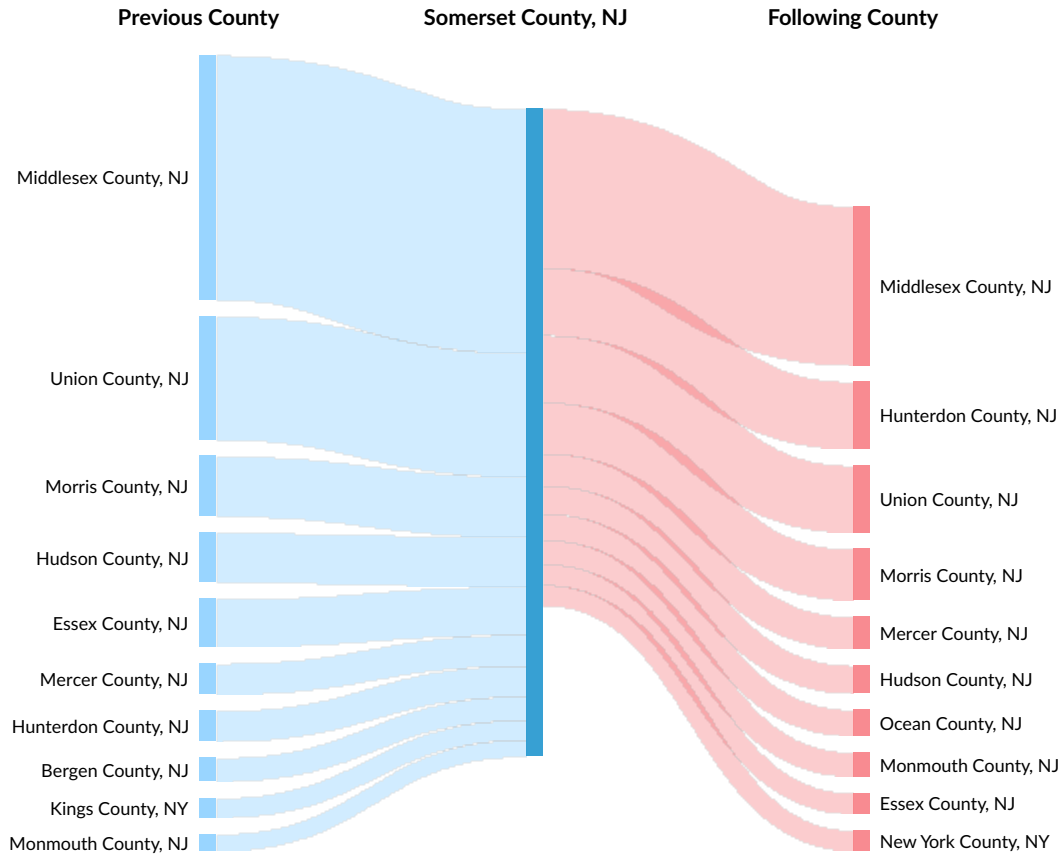 Previous County
Somerset County, NJ
Following County
Middlesex County, NJ
Union County, NJ
Morris County, NJ
Hudson County, NJ
Essex County, NJ
Mercer County, NJ
Hunterdon County, NJ
Bergen County, NJ
Kings County, NY
Monmouth County, NJ
Middlesex County, NJ
Hunterdon County, NJ
Union County, NJ
Morris County, NJ
Mercer County, NJ
Hudson County, NJ
Ocean County, NJ
Monmouth County, NJ
Essex County, NJ
New York County, NY